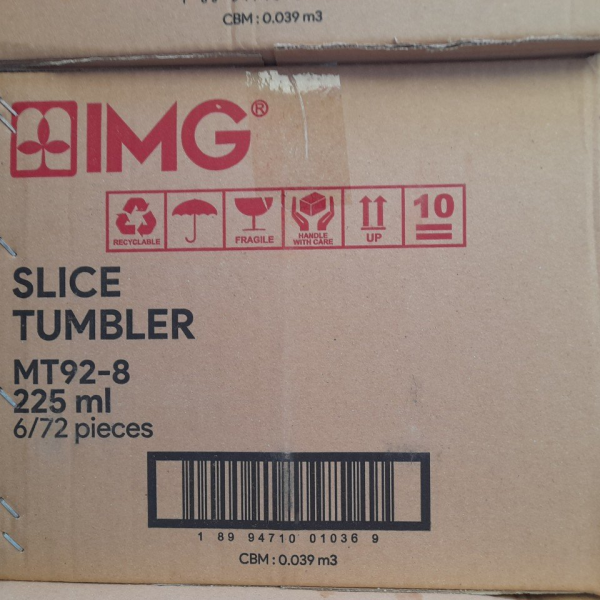 CBM : 0.039 m3
IMG®
RECYCLABLE
FRAGILE
HANDLE
WITH CARE
UP
10
SLICE
TUMBLER
MT92-8
225 ml
6/72 pieces
1 89 94710 01036 9
CBM : 0.039 m3